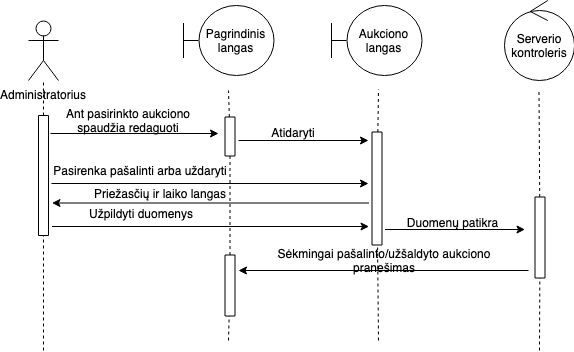 Pagrindinis
langas
Aukciono
langas
Serverio
kontroleris
Administratorius
Ant pasirinkto aukciono
spaudžia redaguoti
Atidaryti
Pasirenka pašalinti arba uždaryti
Priežasčių ir laiko langas
Užpildyti duomenys
Duomenų patikra
Sėkmingai pašalinto/užšaldyto aukciono
pranešimas